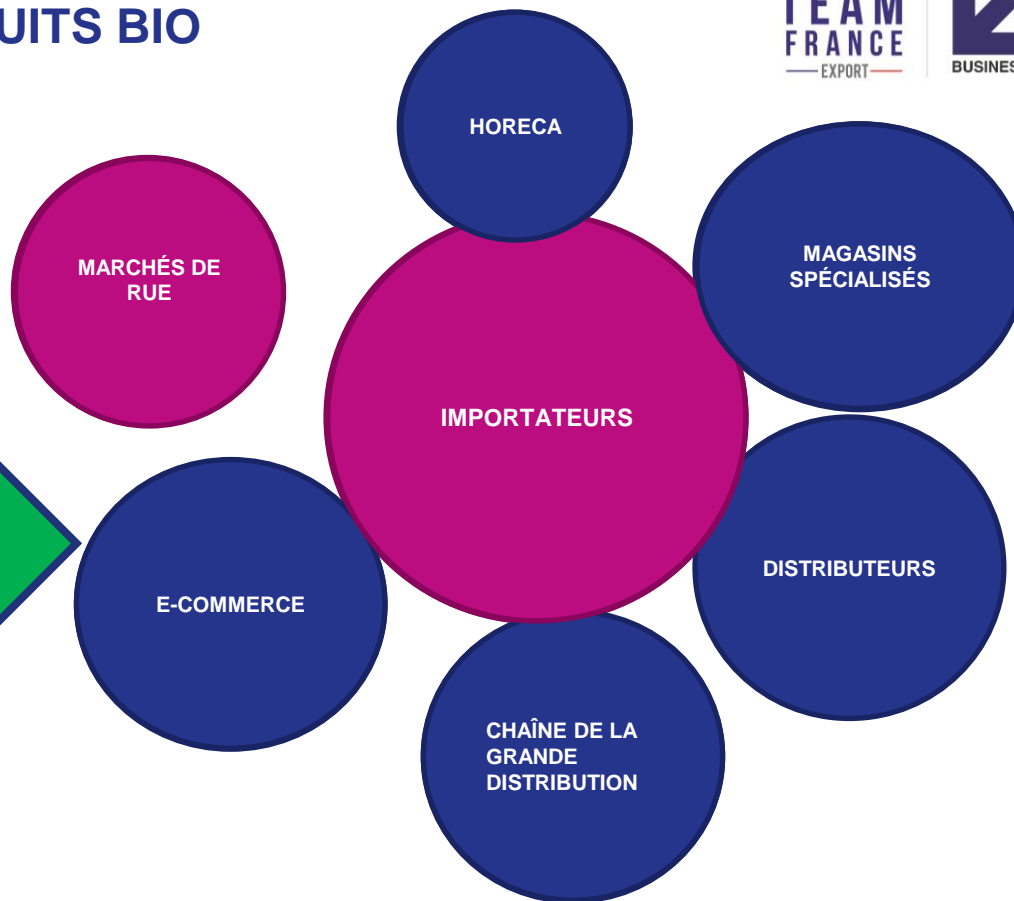 UITS BIO
TEAM
FRANCE
EXPORT
BUSINES
HORECA
MARCHÉS DE
RUE
MAGASINS
SPÉCIALISÉS
IMPORTATEURS
DISTRIBUTEURS
E-COMMERCE
CHAÎNE DE LA
GRANDE
DISTRIBUTION